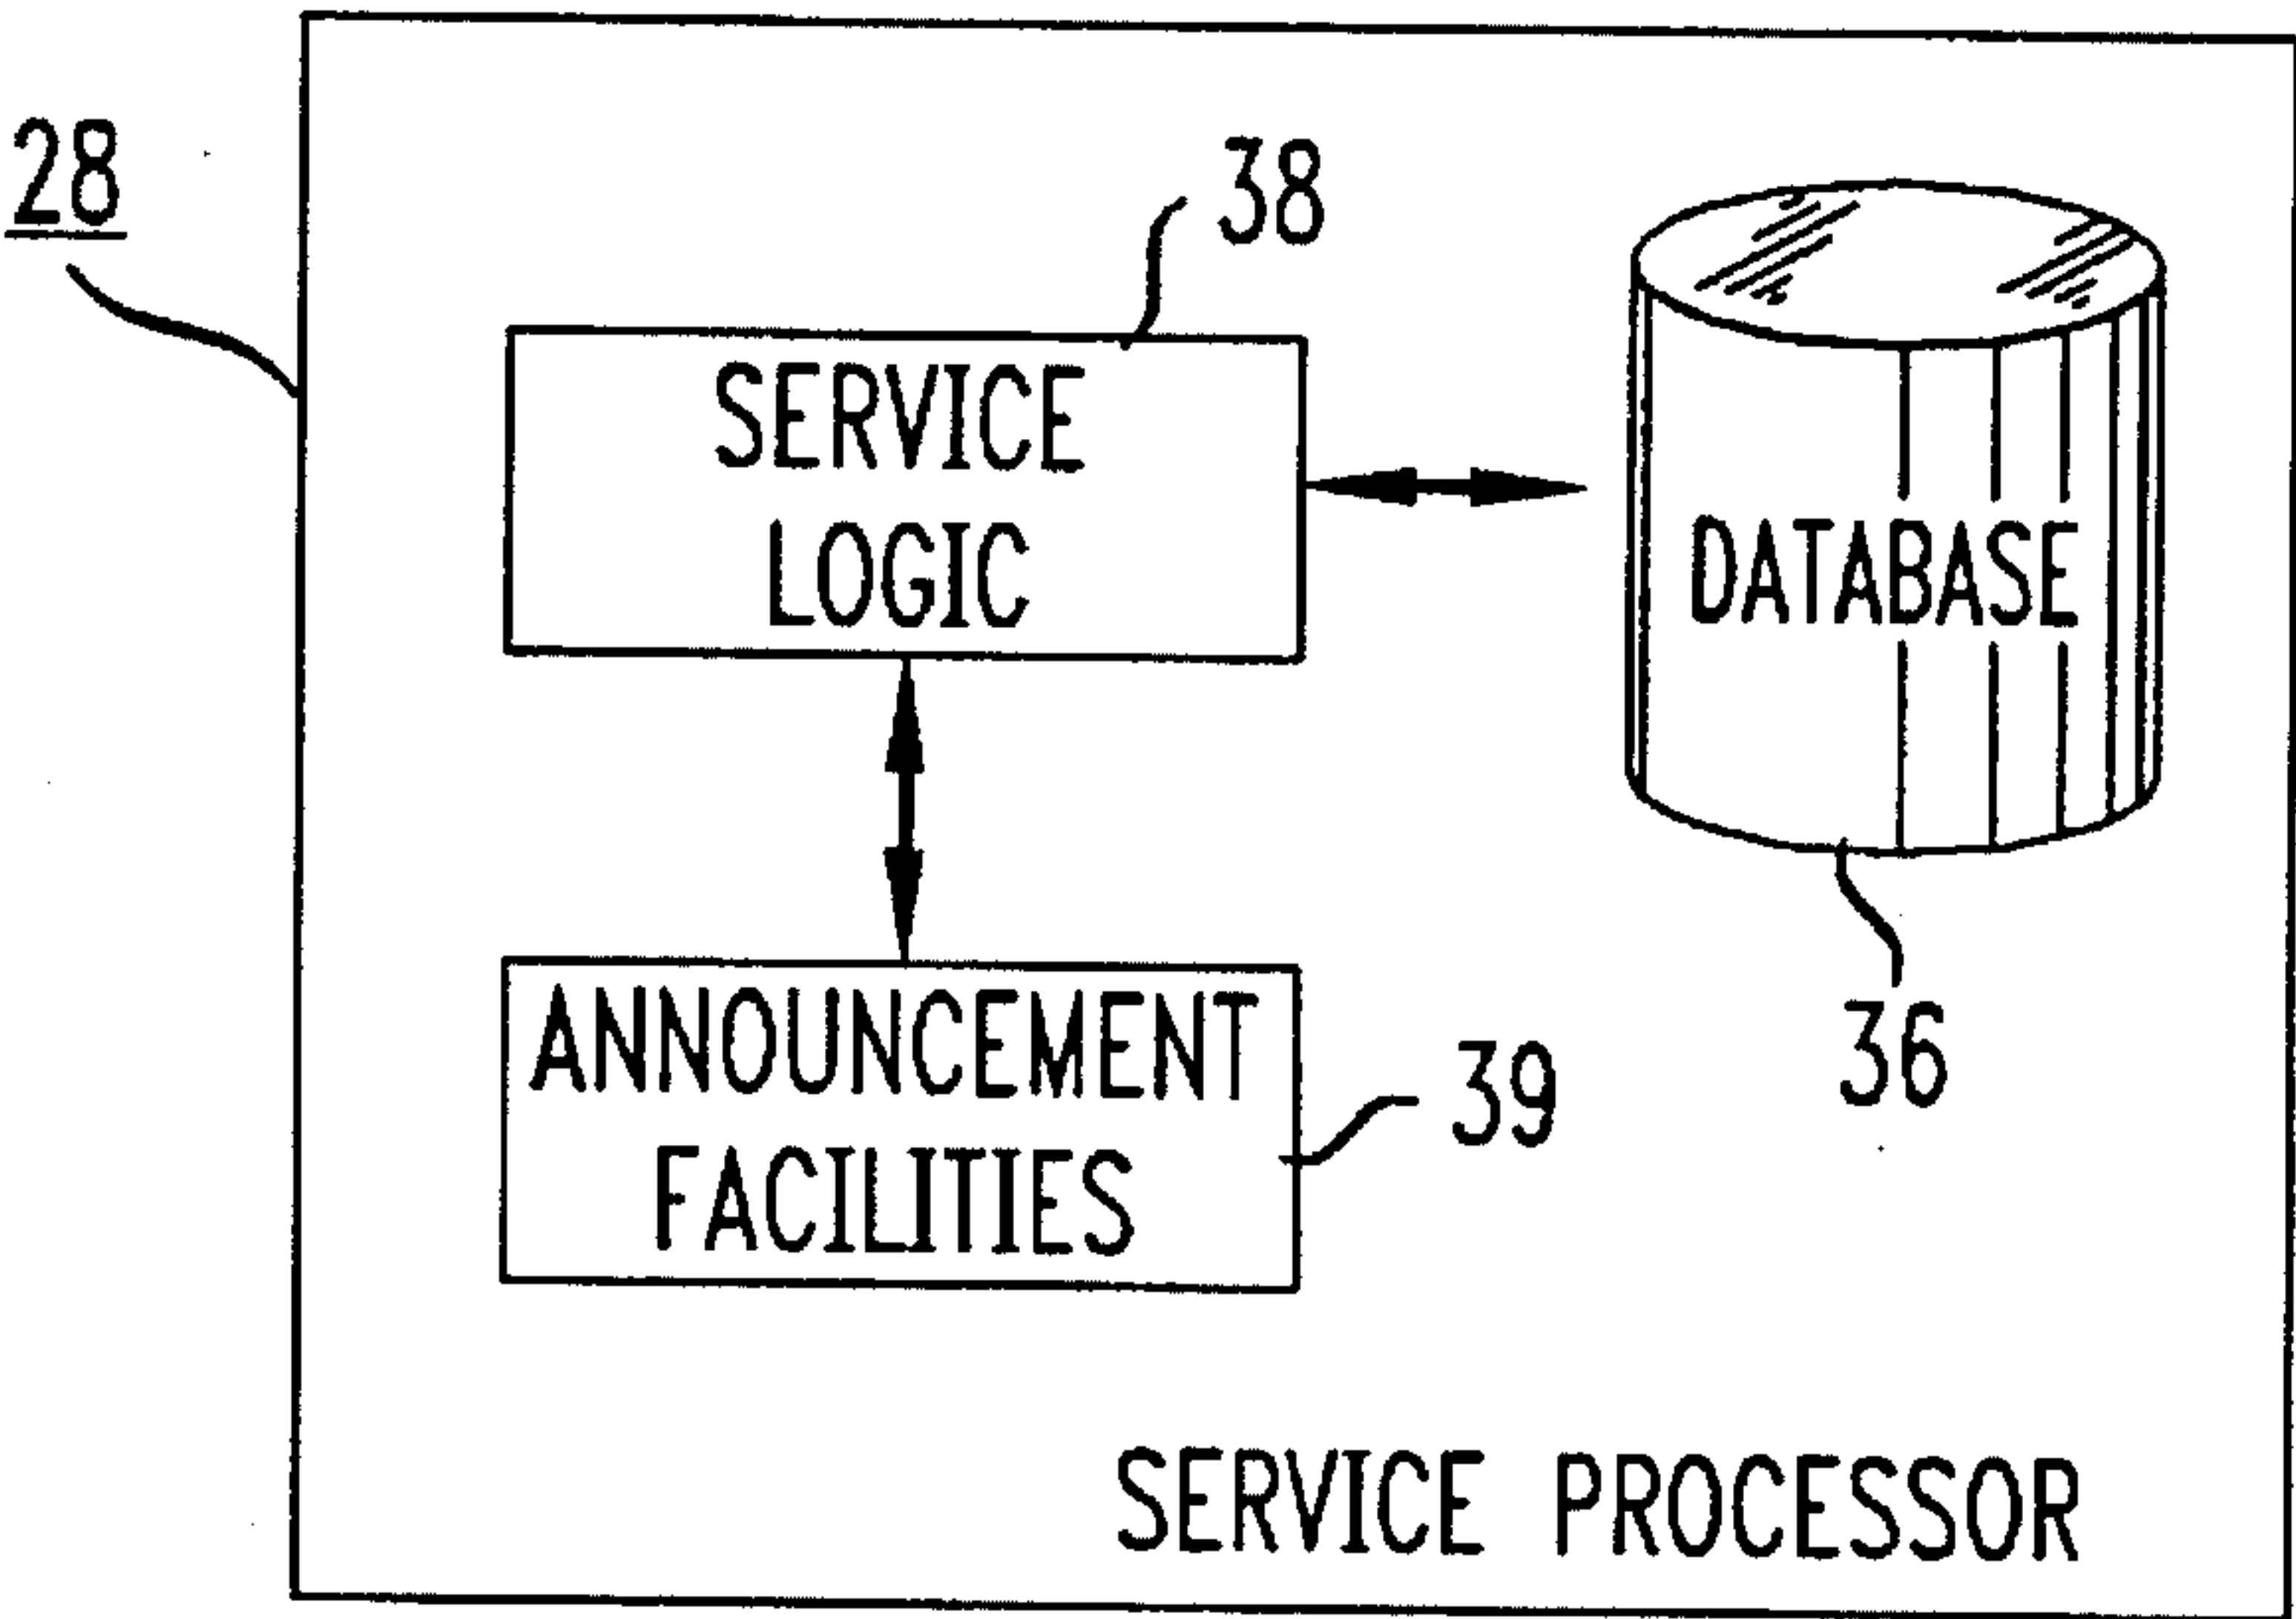 28
38
SERVICE
LOGIC
DATABASE
36
ANNOUNCEMENT
FACILITIES
39
SERVICE PROCESSOR